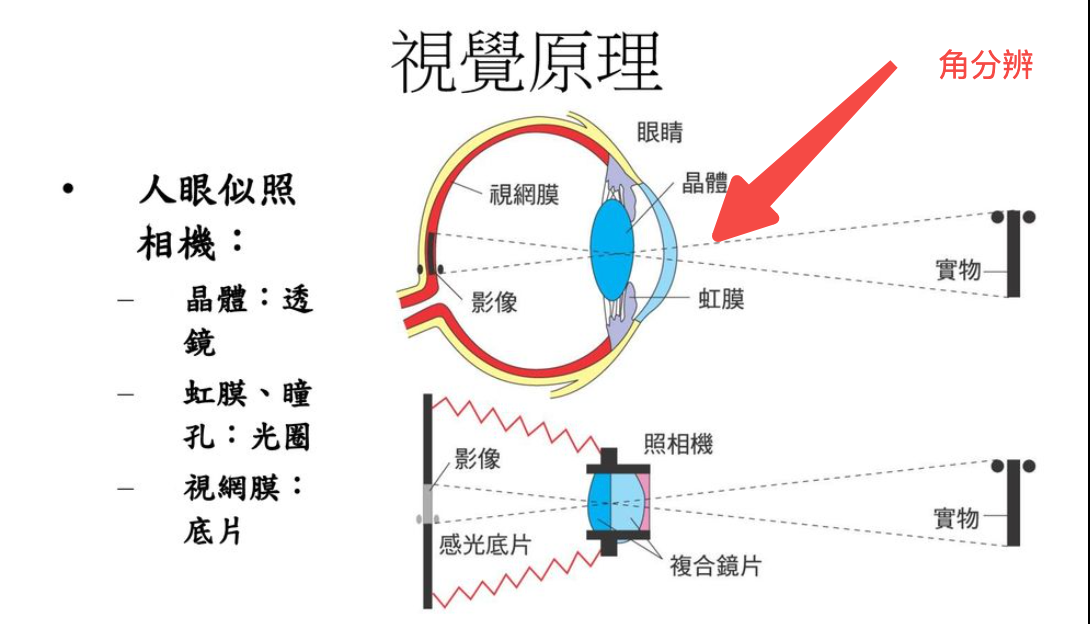 視覺原理
角分辨
• 人眼似照
相機：
– 晶體：透
鏡
– 虹膜、瞳
孔：光圈
– 視網膜：
底片
眼睛
視網膜
晶體
實物
影像
虹膜
照相機
影像
實物
感光底片
複合鏡片